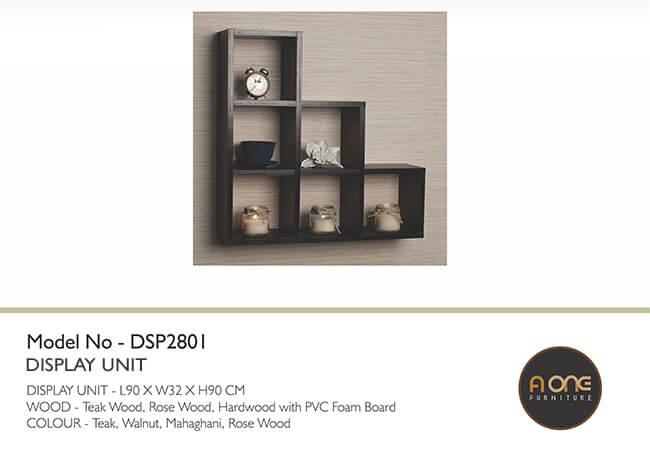 Model No - DSP2801
DISPLAY UNIT
DISPLAY UNIT - L90 X W32 X H90 CM
WOOD - Teak Wood, Rose Wood, Hardwood with PVC Foam Board
COLOUR - Teak, Walnut, Mahaghani, Rose Wood
A ONE
FURNITURE